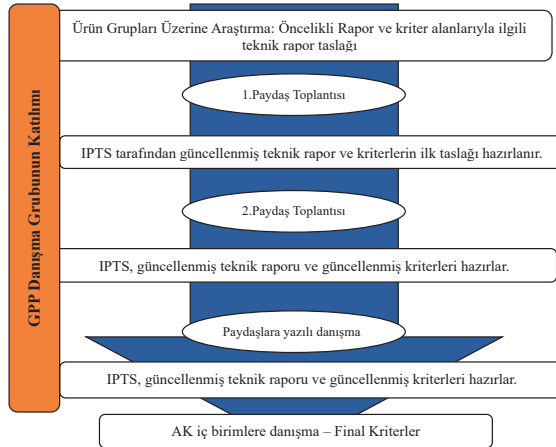 GPP Danışma Grubunun Katılımı
Ürün Grupları Üzerine Araştırma: Öncelikli Rapor ve kriter alanlarıyla ilgili
teknik rapor taslağı
1.Paydaş Toplantısı
IPTS tarafından güncellenmiş teknik rapor ve kriterlerin ilk taslağı hazırlanır.
2.Paydaş Toplantısı
IPTS, güncellenmiş teknik raporu ve güncellenmiş kriterleri hazırlar.
Paydaşlara yazılı danışma
IPTS, güncellenmiş teknik raporu ve güncellenmiş kriterleri hazırlar.
AK iç birimlere danışma – Final Kriterler